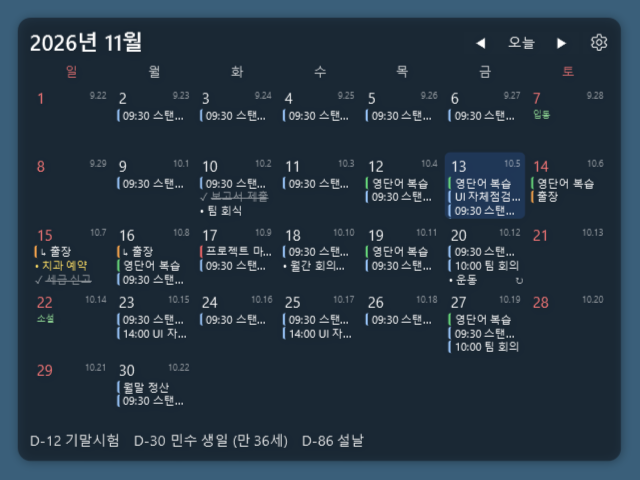 2026년 11월
◀ 오늘 ▶
일 월 화 수 목 금 토
1 9.22 2 9.23 3 9.24 4 9.25 5 9.26 6 9.27 7 9.28
09:30 스탠... 09:30 스탠... 09:30 스탠... 09:30 스탠... 09:30 스탠... 입동
8 9.29 9 10.1 10 10.2 11 10.3 12 10.4 13 10.5 14 10.6
09:30 스탠... 09:30 스탠... 09:30 스탠... 영단어 복습 영단어 복습 영단어 복습
✓ 보고서 제출 09:30 스탠... UI 자체점검... 출장
• 팀 회식 09:30 스탠...
15 10.7 16 10.8 17 10.9 18 10.10 19 10.11 20 10.12 21 10.13
↳ 출장 ↳ 출장 프로젝트 마... 09:30 스탠... 영단어 복습 09:30 스탠...
• 치과 예약 영단어 복습 09:30 스탠... • 월간 회의... 09:30 스탠... 10:00 팀 회의
✓ 세금 신고 09:30 스탠... • 운동 ↻
22 10.14 23 10.15 24 10.16 25 10.17 26 10.18 27 10.19 28 10.20
소설 09:30 스탠... 09:30 스탠... 09:30 스탠... 09:30 스탠... 영단어 복습
14:00 UI 자... 14:00 UI 자... 09:30 스탠...
10:00 팀 회의
29 10.21 30 10.22
월말 정산
09:30 스탠...
D-12 기말시험 D-30 민수 생일 (만 36세) D-86 설날